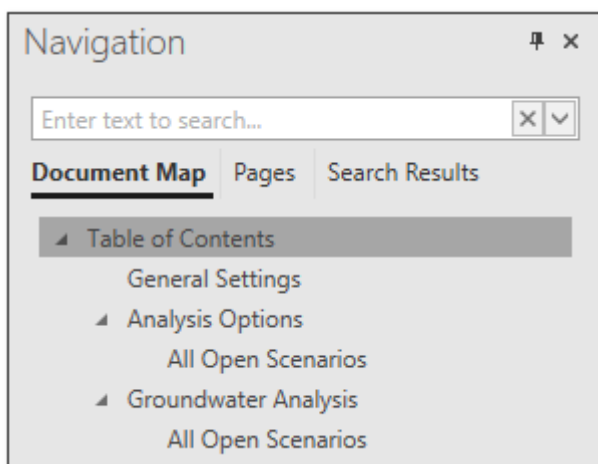 Navigation
Enter text to search...
Document Map Pages Search Results
Table of Contents
General Settings
Analysis Options
All Open Scenarios
Groundwater Analysis
All Open Scenarios